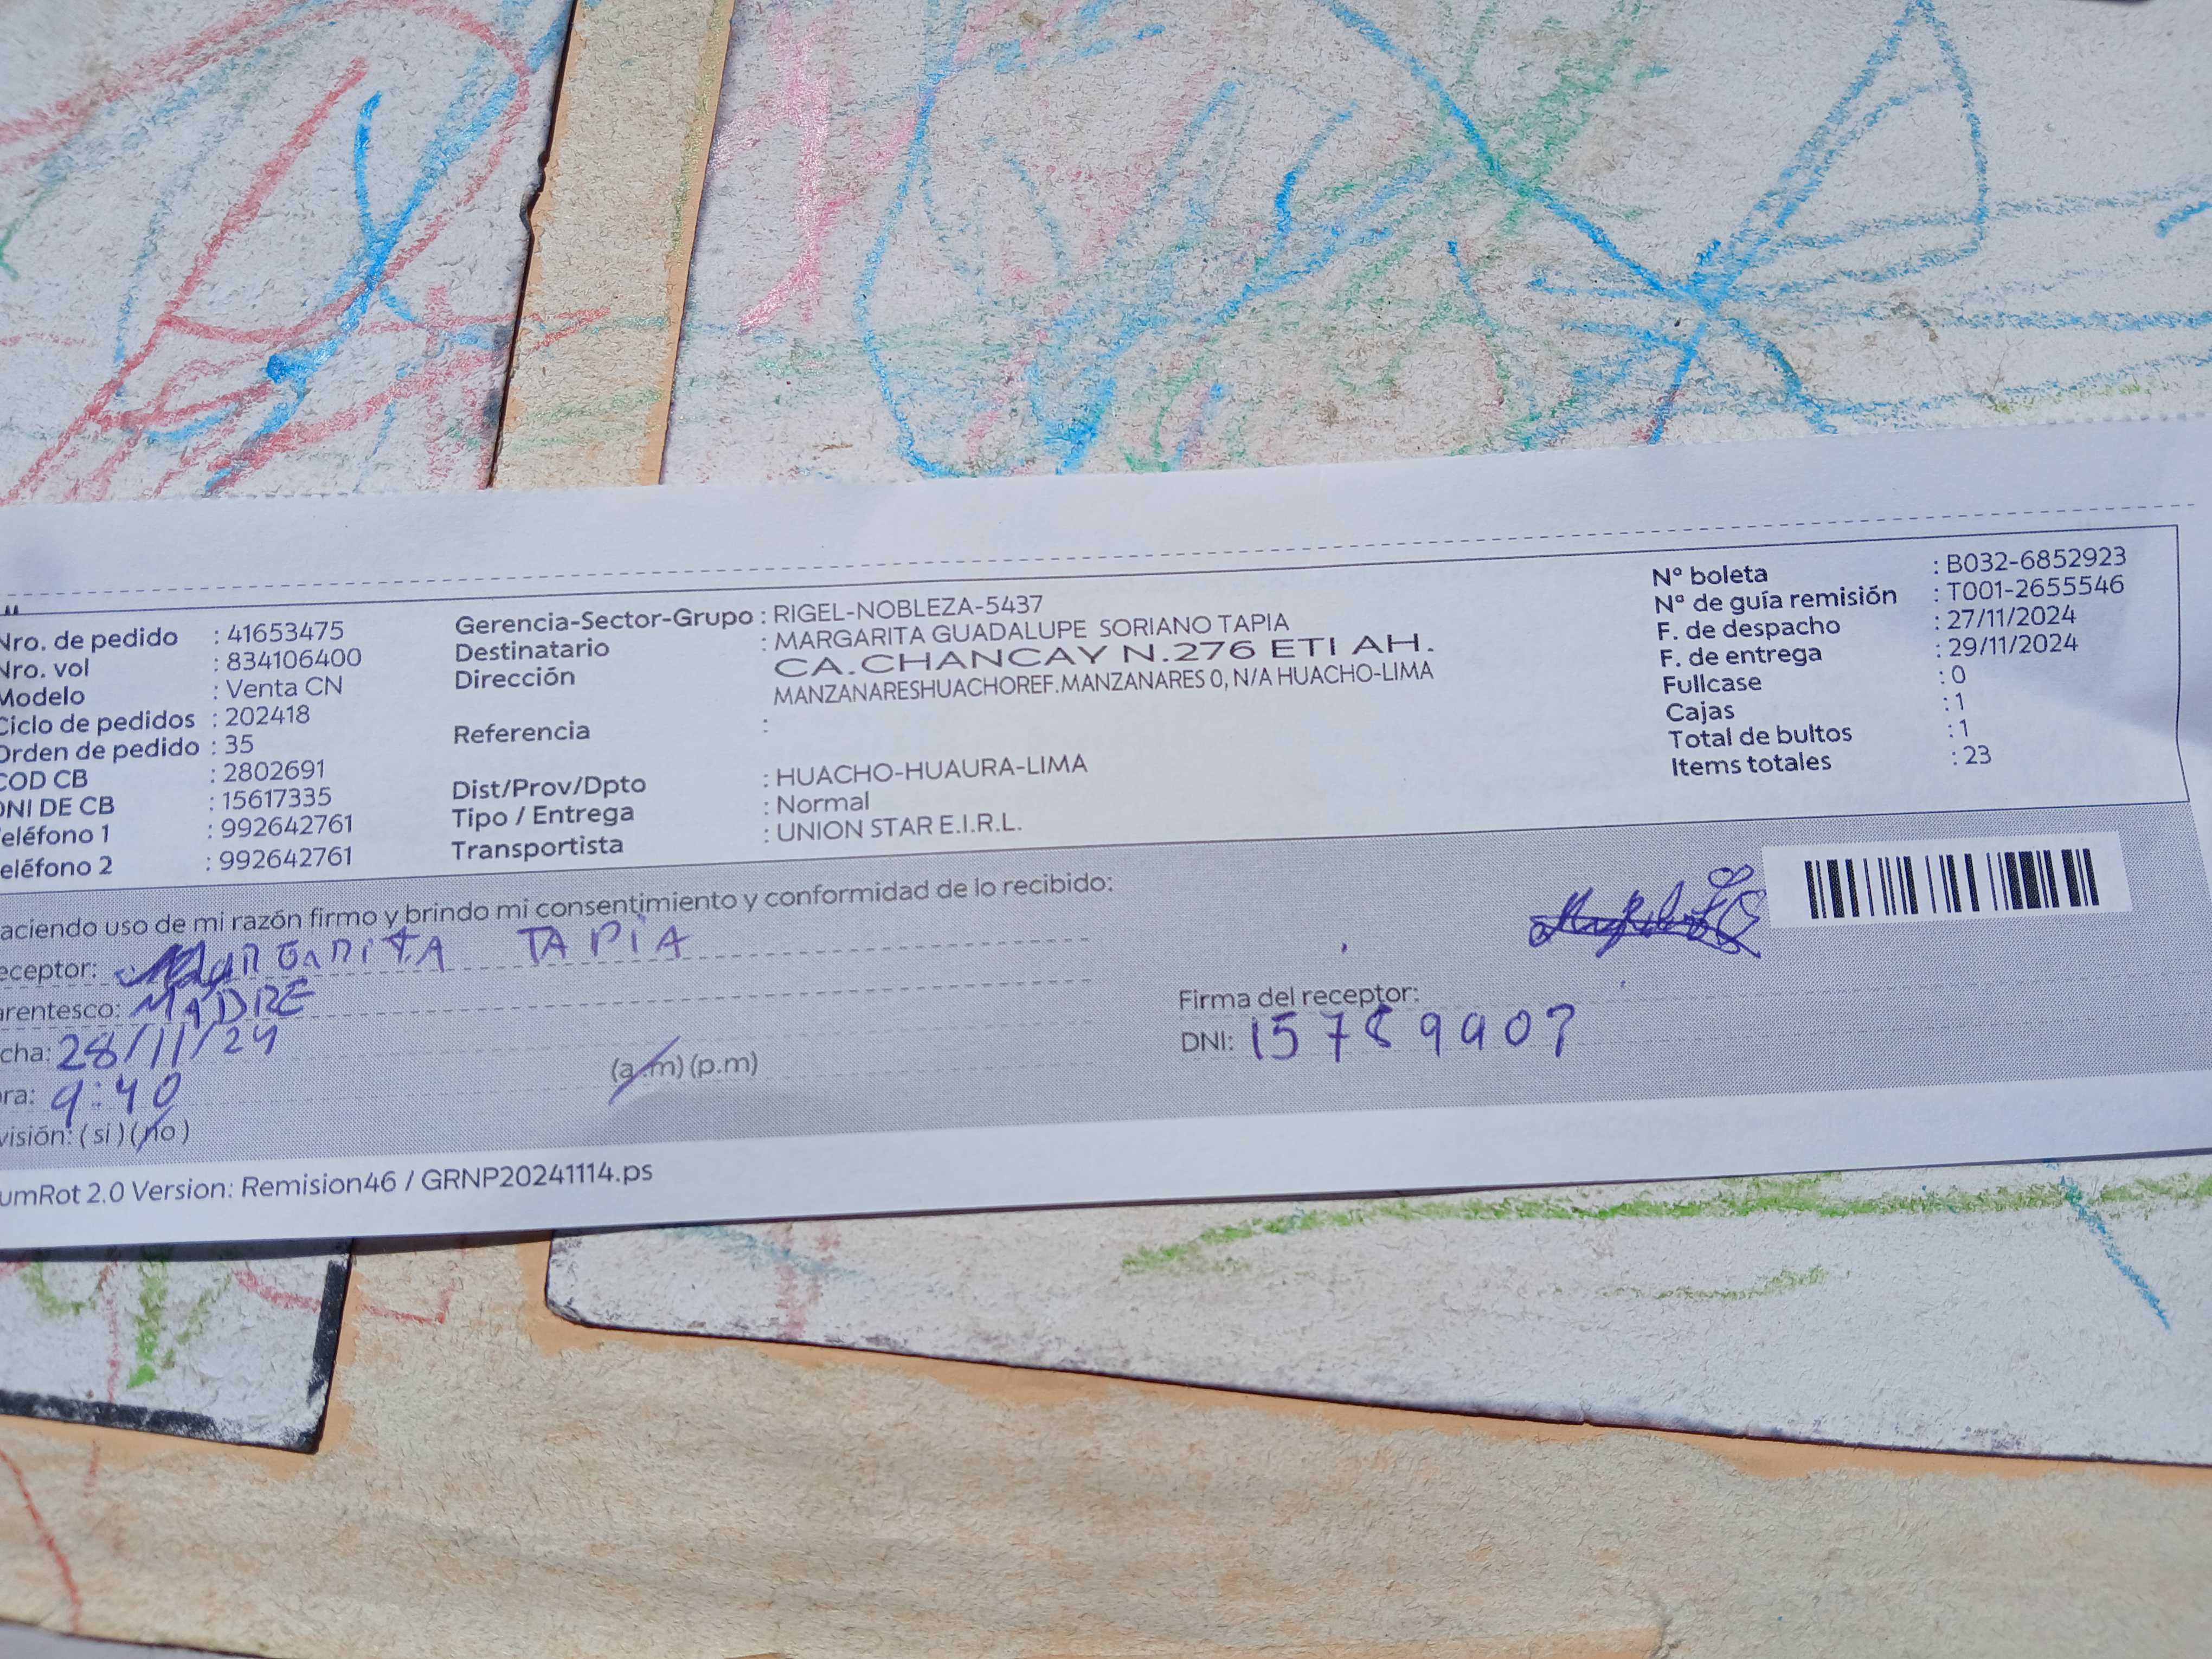 Nro. de pedido : 41653475
Nro. vol : 834106400
Modelo : Venta CN
Ciclo de pedidos : 202418
Orden de pedido : 35
COD CB : 2802691
DNI DE CB : 15617335
eléfono 1 : 992642761
eléfono 2 : 992642761
Gerencia-Sector-Grupo : RIGEL-NOBLEZA-5437
Destinatario : MARGARITA GUADALUPE SORIANO TAPIA
Dirección CA.CHANCAY N.276 ETI AH.
MANZANARESHUACHOREF.MANZANARES 0, N/A HUACHO-LIMA
Referencia :
Dist/Prov/Dpto : HUACHO-HUAURA-LIMA
Tipo / Entrega : Normal
Transportista : UNION STAR E.I.R.L.
N° boleta : B032-6852923
N° de guía remisión : T001-2655546
F. de despacho : 27/11/2024
F. de entrega : 29/11/2024
Fullcase : 0
Cajas : 1
Total de bultos : 1
Items totales : 23
aciendo uso de mi razón firmo y brindo mi consentimiento y conformidad de lo recibido:
eceptor: MARGARITA TAPIA
arentesco: MADRE
cha: 28/11/24
ra: 9:40 (a.m) (p.m)
visión: ( si ) ( no )
Firma del receptor:
DNI:
umRot 2.0 Version: Remision46 / GRNP20241114.ps